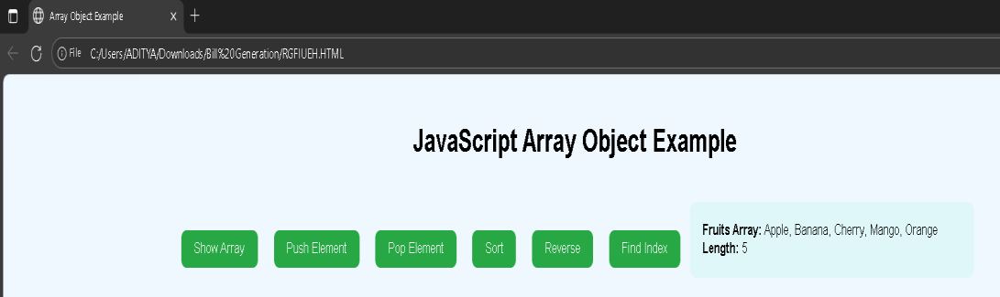 Array Object Example
File C:/Users/ADITYA/Downloads/Bill%20Generation/RGFIUEH.HTML
JavaScript Array Object Example
Show Array Push Element Pop Element Sort Reverse Find Index
Fruits Array: Apple, Banana, Cherry, Mango, Orange
Length: 5